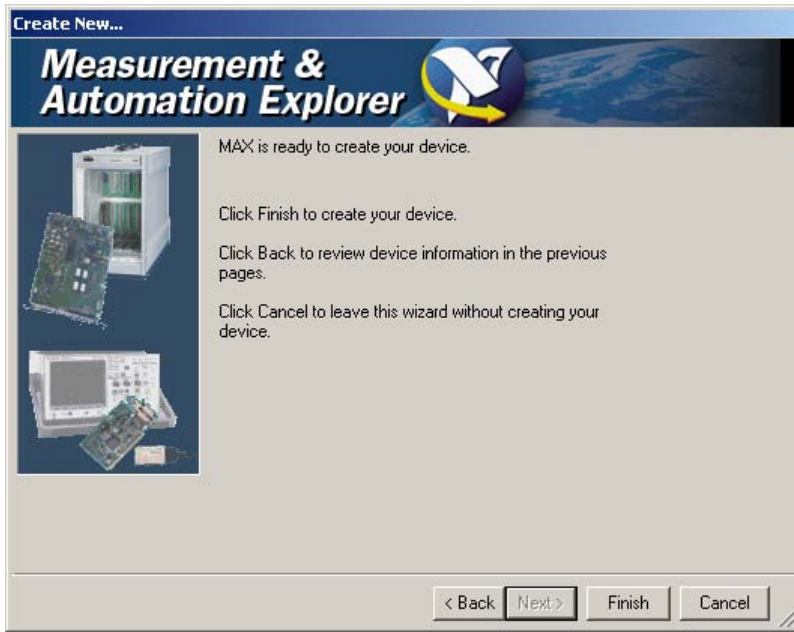 Create New...
Measurement &
Automation Explorer
MAX is ready to create your device.
Click Finish to create your device.
Click Back to review device information in the previous
pages.
Click Cancel to leave this wizard without creating your
device.
< Back
Next >
Finish
Cancel